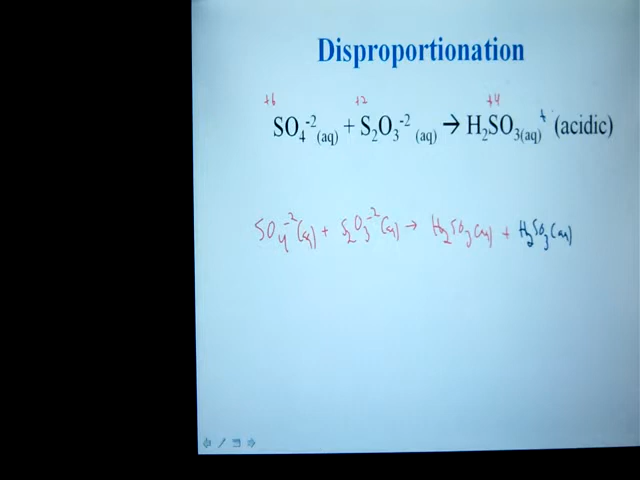 Disproportionation
+6 +2 +4
SO₄⁻²(aq) + S₂O₃⁻²(aq) → H₂SO₃(aq) (acidic)
SO₄⁻²(aq) + S₂O₃⁻²(aq) → H₂SO₃(aq) + H₂SO₃(aq)